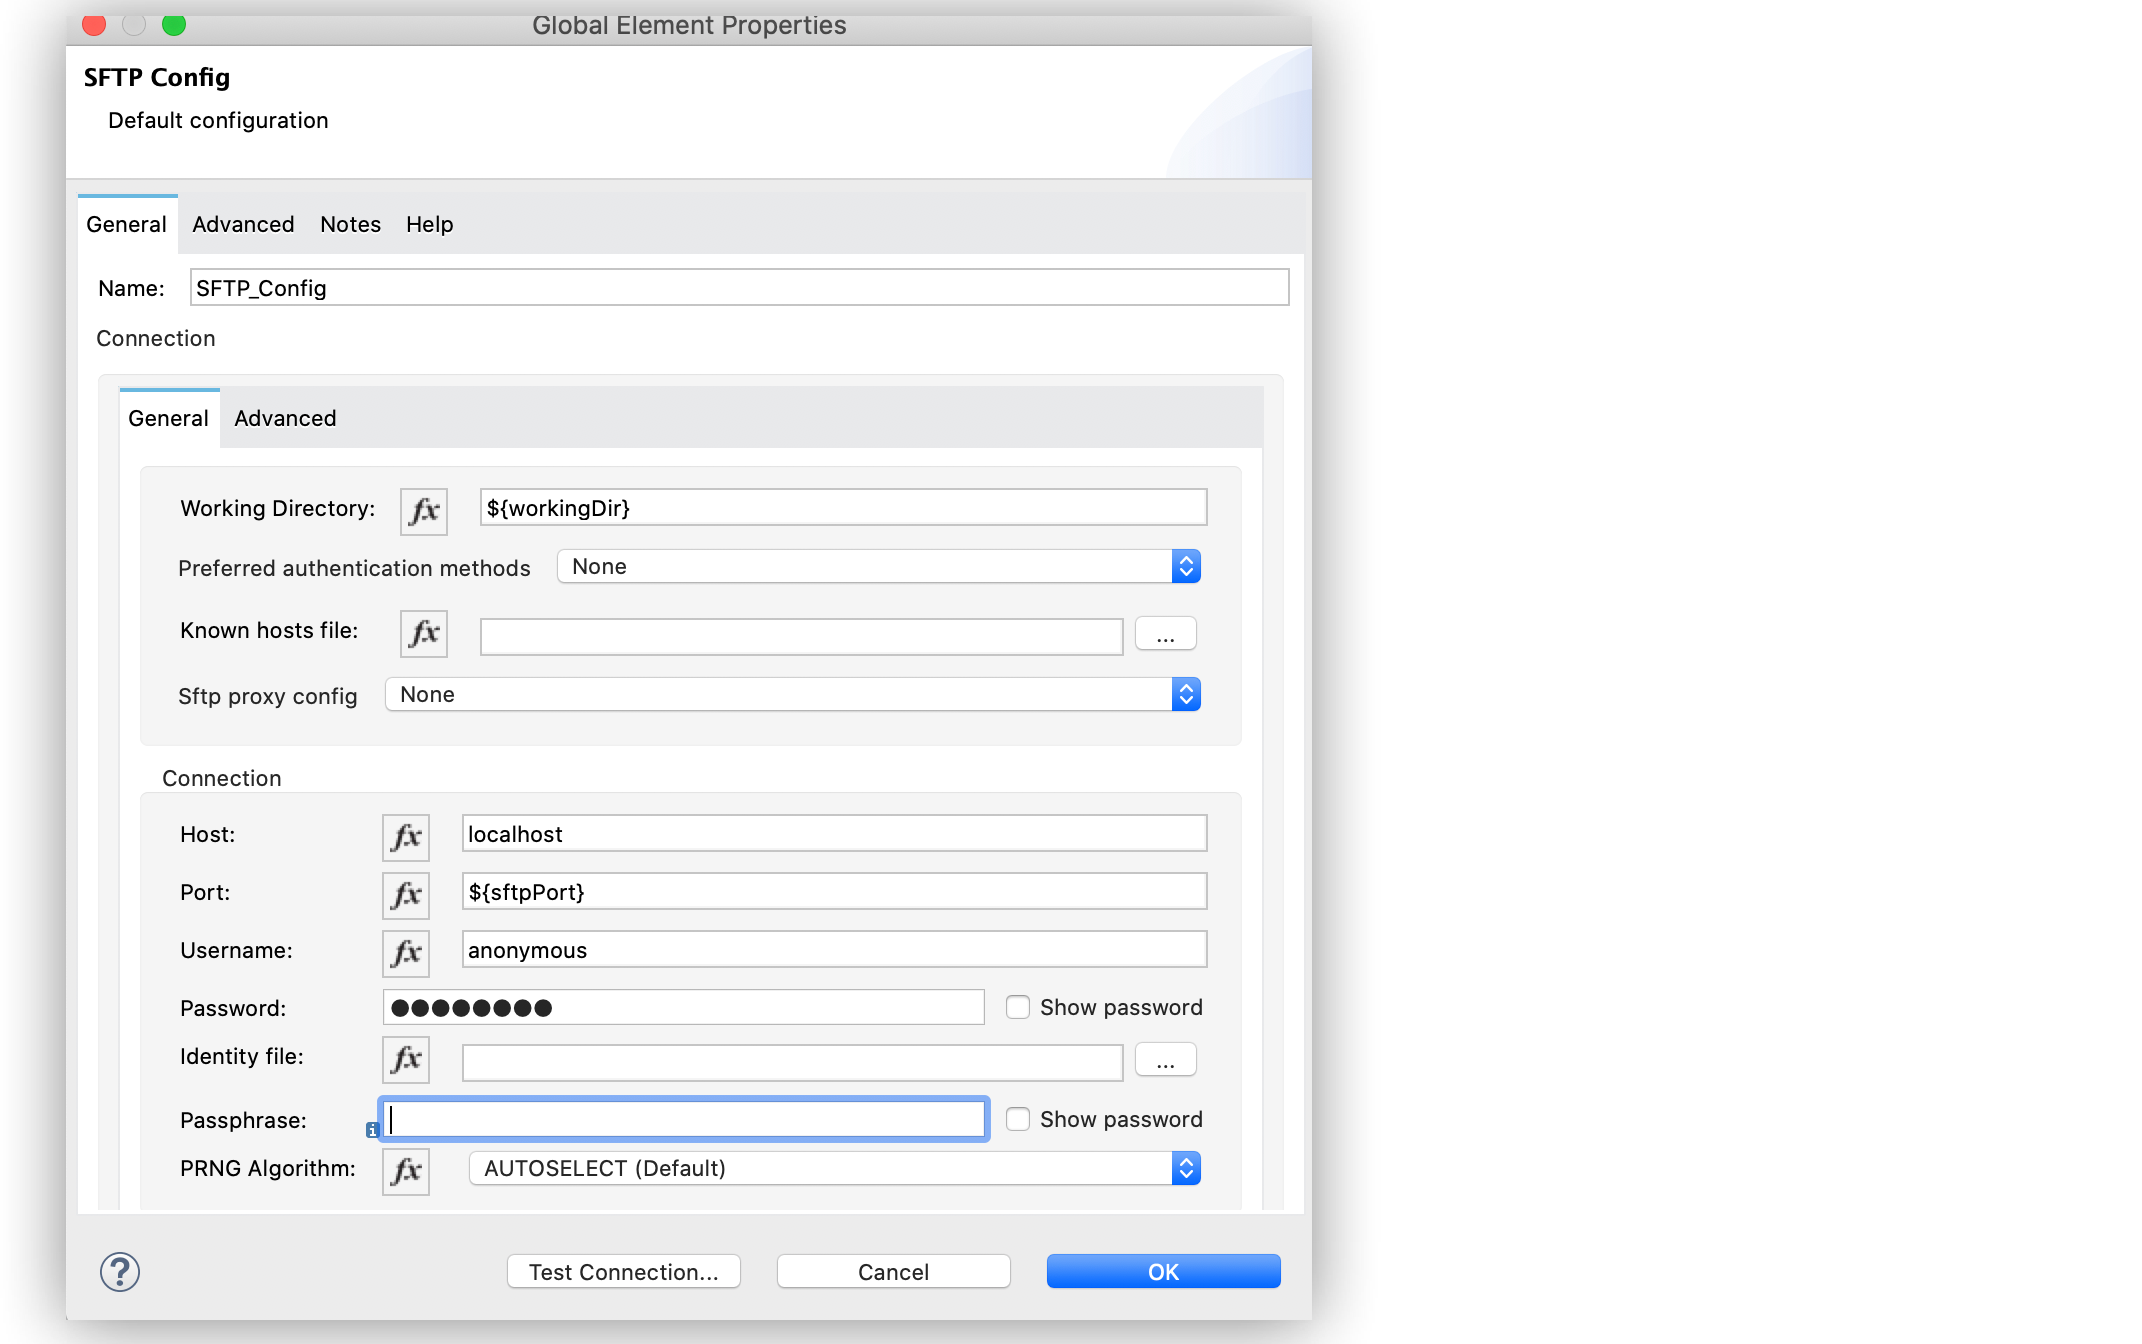 Global Element Properties
SFTP Config
Default configuration
General Advanced Notes Help
Name: SFTP_Config
Connection
General Advanced
Working Directory: fx ${workingDir}
Preferred authentication methods None
Known hosts file: fx ...
Sftp proxy config None
Connection
Host: fx localhost
Port: fx ${sftpPort}
Username: fx anonymous
Password: ●●●●●●●● Show password
Identity file: fx ...
Passphrase: i Show password
PRNG Algorithm: fx AUTOSELECT (Default)
? Test Connection... Cancel OK